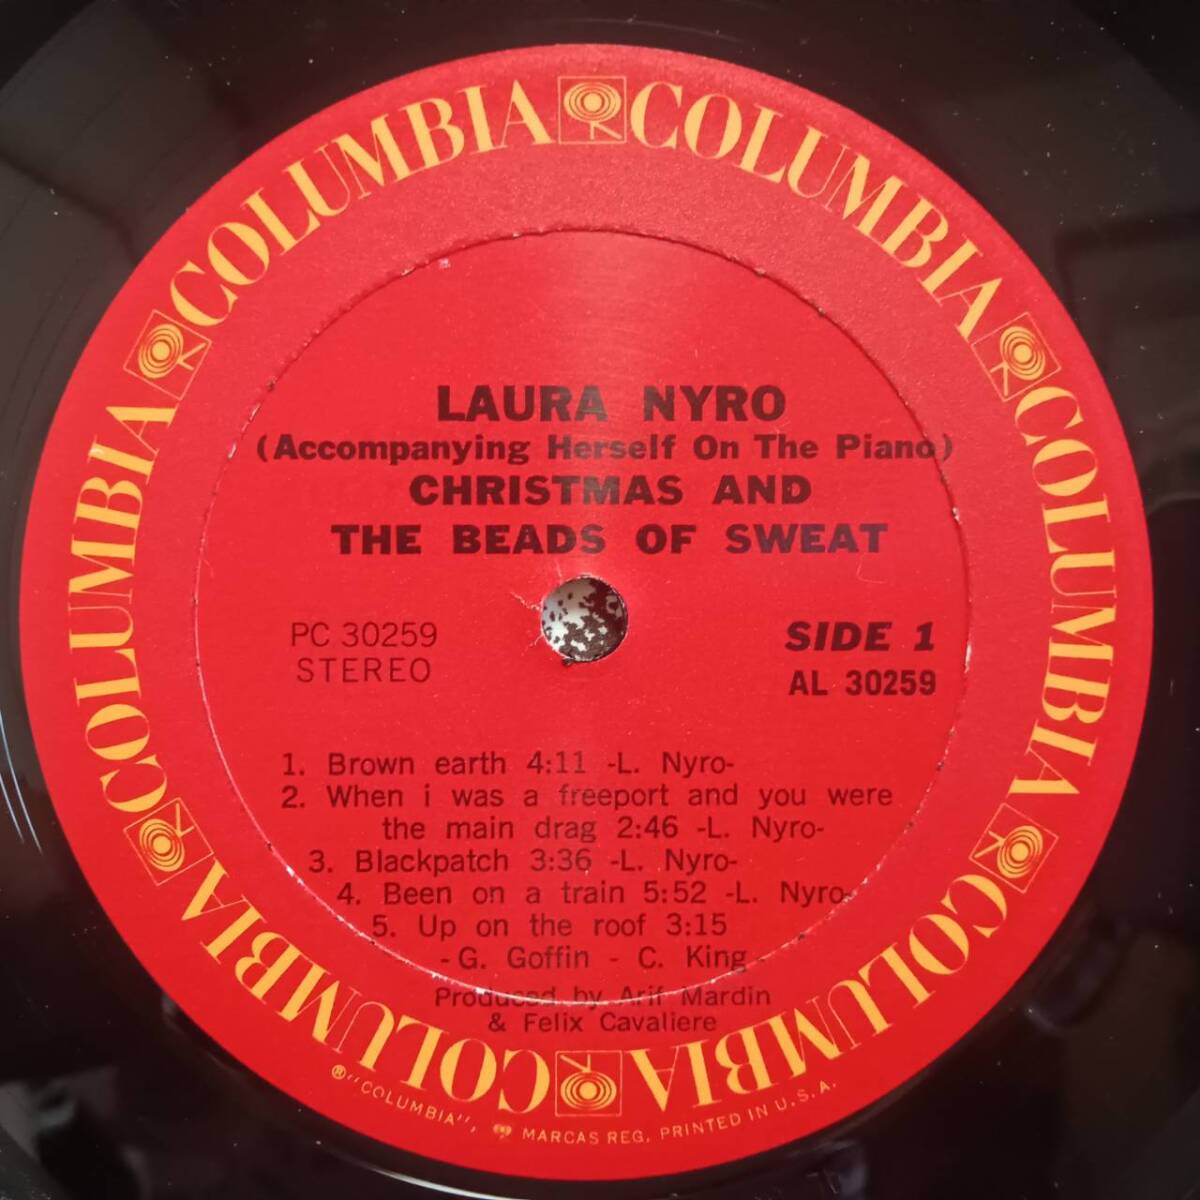 COLUMBIA COLUMBIA COLUMBIA COLUMBIA COLUMBIA COLUMBIA
LAURA NYRO
(Accompanying Herself On The Piano)
CHRISTMAS AND
THE BEADS OF SWEAT
PC 30259
STEREO
SIDE 1
AL 30259
1. Brown earth 4:11 -L. Nyro-
2. When i was a freeport and you were
the main drag 2:46 -L. Nyro-
3. Blackpatch 3:36 -L. Nyro-
4. Been on a train 5:52 -L. Nyro-
5. Up on the roof 3:15
- G. Goffin - C. King -
Produced by Arif Mardin
& Felix Cavaliere
®"COLUMBIA", MARCAS REG. PRINTED IN U.S.A.